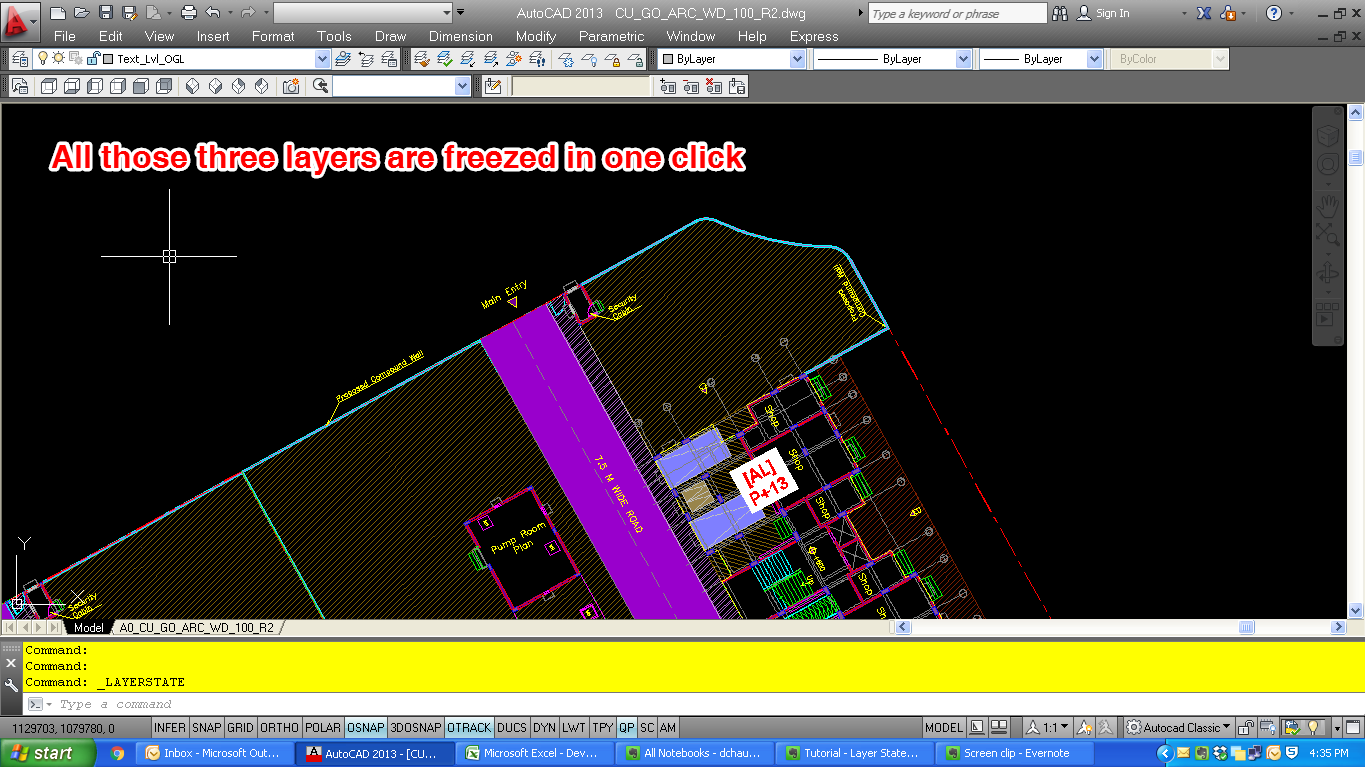 AutoCAD 2013 CU_GO_ARC_WD_100_R2.dwg
Type a keyword or phrase
Sign In
File Edit View Insert Format Tools Draw Dimension Modify Parametric Window Help Express
Text_Lvl_OGL
ByLayer ByLayer ByLayer ByColor
All those three layers are freezed in one click
Main Entry
Security
Cabin
Proposed
Compound Wall
Proposed Compound Wall
7.5 M WIDE ROAD
Shop
[AL]
P+13
Shop
Shop
Pump Room
Plan
Shop
Up
Sho
Y
X
Security
Cabin
Model A0_CU_GO_ARC_WD_100_R2
Command:
Command:
Command: _LAYERSTATE
Type a command
1129703, 1079780, 0
INFER SNAP GRID ORTHO POLAR OSNAP 3DOSNAP OTRACK DUCS DYN LWT TPY QP SC AM
MODEL 1:1 Autocad Classic
start
Inbox - Microsoft Out...
AutoCAD 2013 - [CU...
Microsoft Excel - Dev...
All Notebooks - dchau...
Tutorial - Layer State...
Screen clip - Evernote
4:35 PM